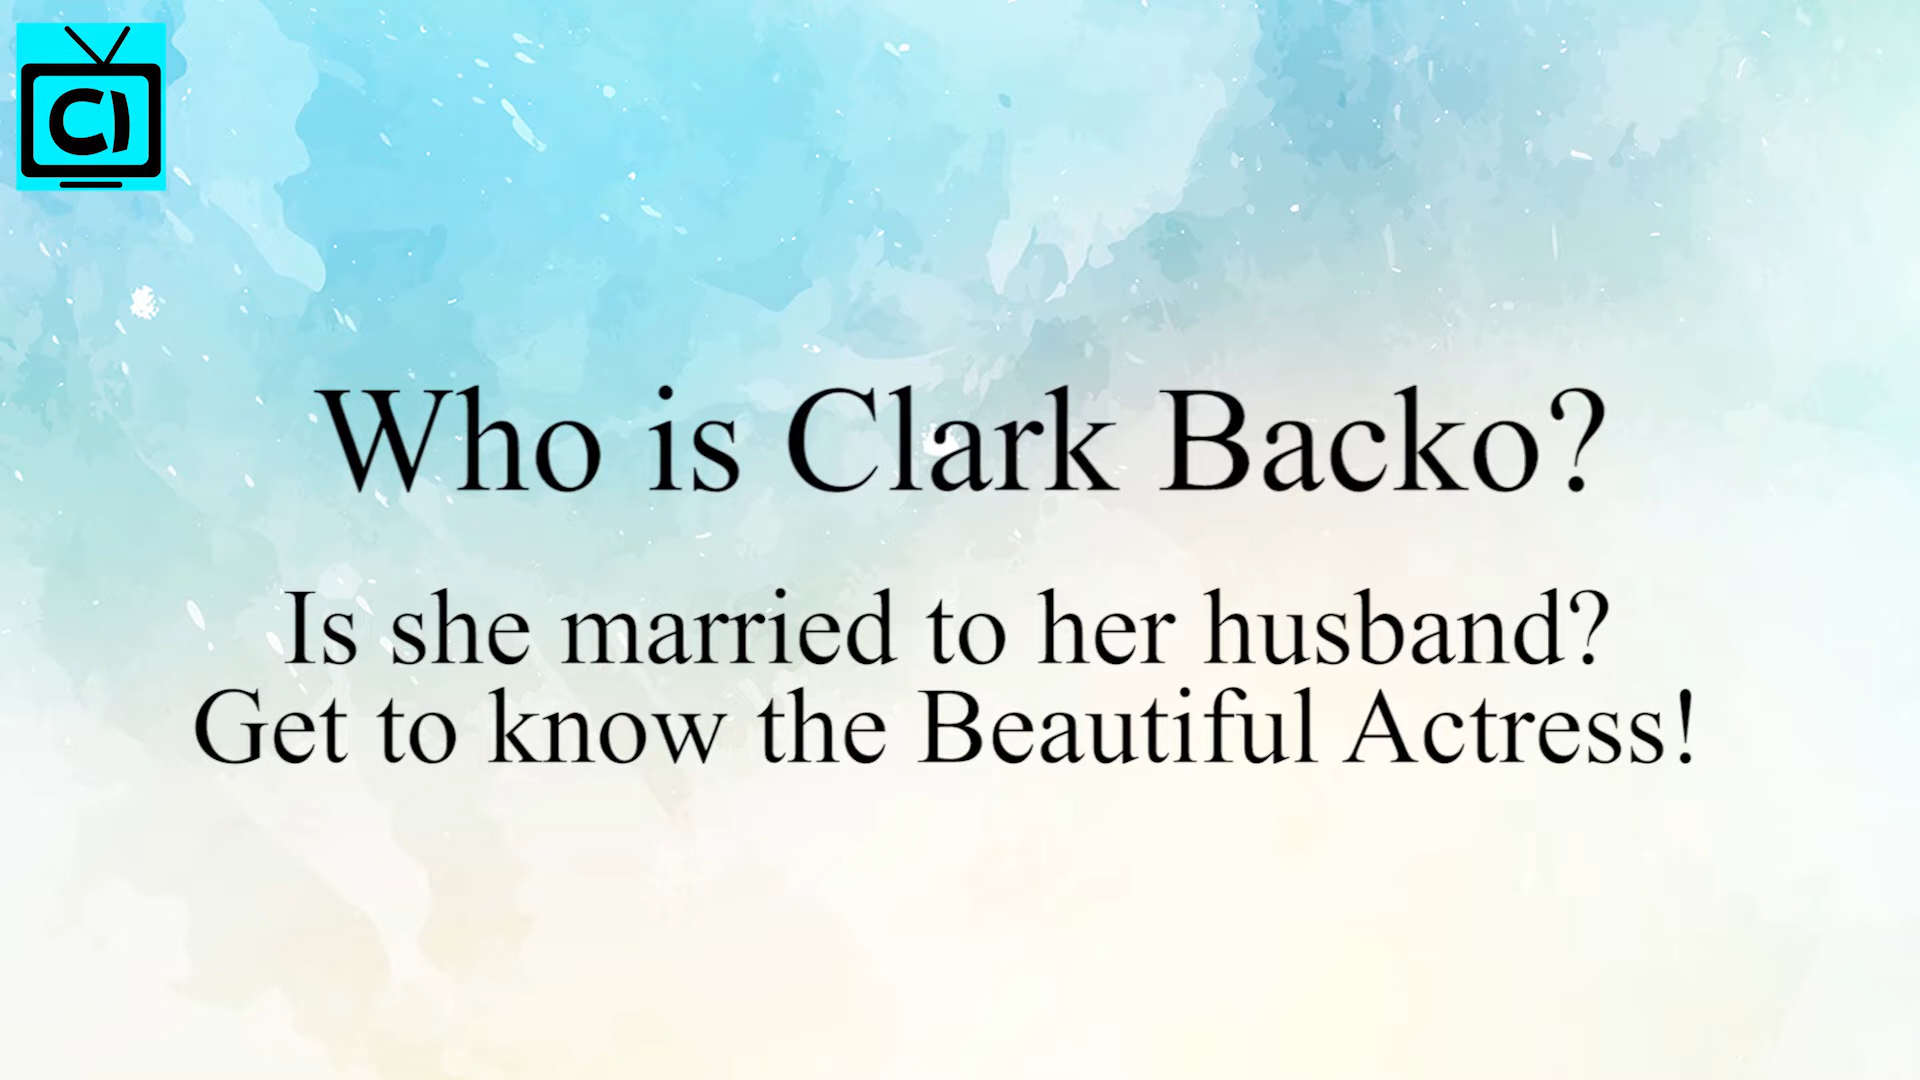 CI
Who is Clark Backo?
Is she married to her husband?
Get to know the Beautiful Actress!